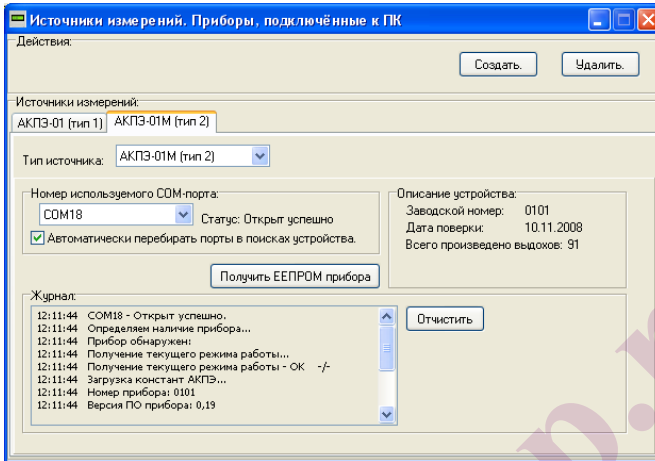 Источники измерений. Приборы, подключённые к ПК
Действия:
Создать.
Удалить.
Источники измерений:
АКПЭ-01 (тип 1)
АКПЭ-01М (тип 2)
Тип источника:
АКПЭ-01М (тип 2)
Номер используемого COM-порта:
COM18
Статус: Открыт успешно
Автоматически перебирать порты в поисках устройства.
Описание устройства:
Заводской номер: 0101
Дата поверки: 10.11.2008
Всего произведено выдохов: 91
Получить ЕЕПРОМ прибора
Журнал:
12:11:44 COM18 - Открыт успешно.
12:11:44 Определяем наличие прибора...
12:11:44 Прибор обнаружен:
12:11:44 Получение текущего режима работы...
12:11:44 Получение текущего режима работы - ОК -/-
12:11:44 Загрузка констант АКПЭ...
12:11:44 Номер прибора: 0101
12:11:44 Версия ПО прибора: 0,19
Отчистить